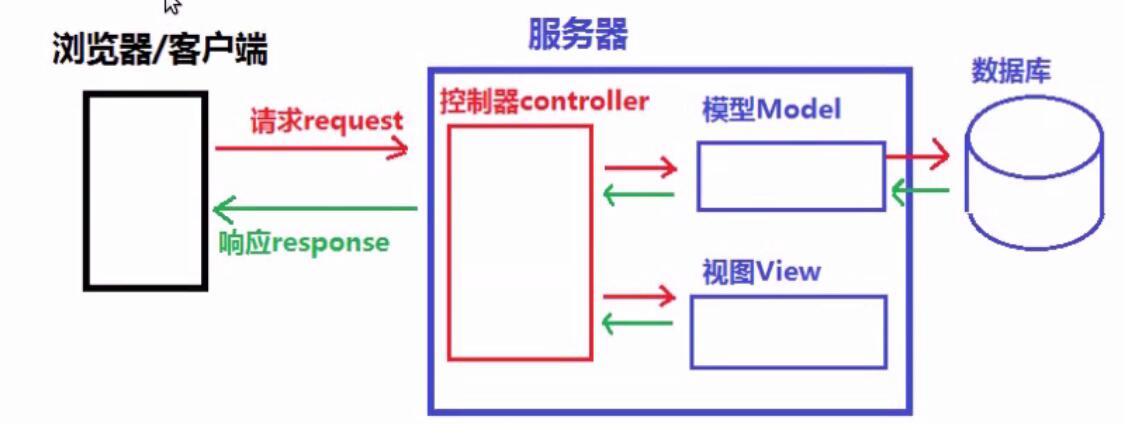 服务器
浏览器/客户端
数据库
控制器controller
模型Model
请求request
响应response
视图View